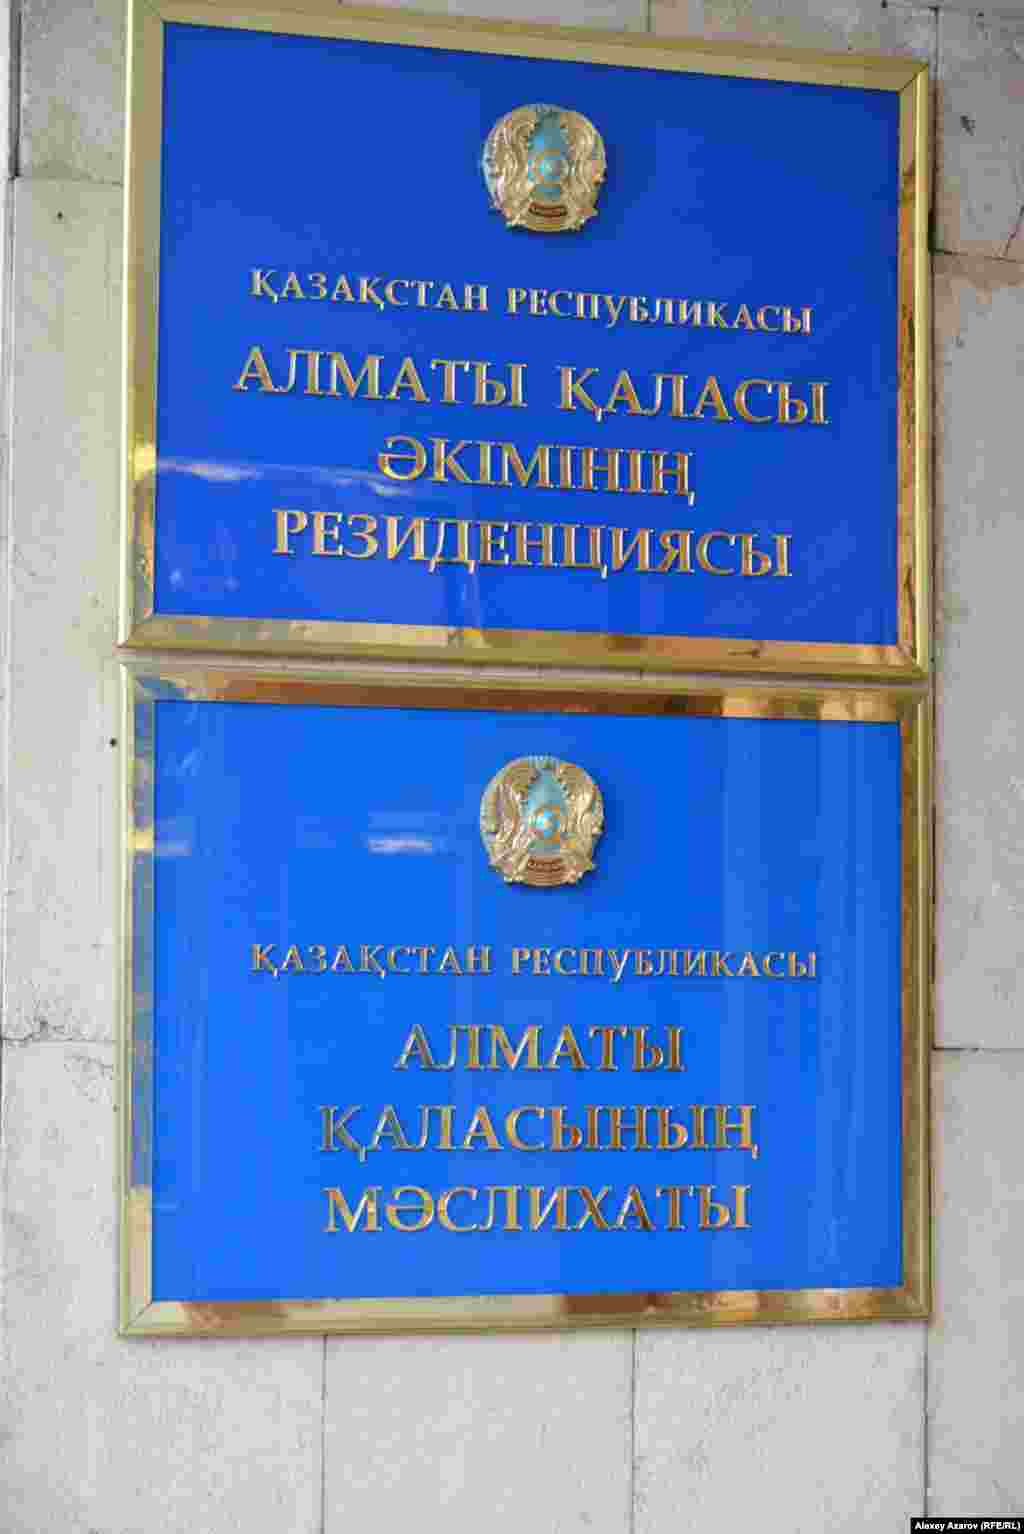 ҚАЗАҚСТАН РЕСПУБЛИКАСЫ
АЛМАТЫ ҚАЛАСЫ
ӘКІМІНІҢ
РЕЗИДЕНЦИЯСЫ
ҚАЗАҚСТАН РЕСПУБЛИКАСЫ
АЛМАТЫ
ҚАЛАСЫНЫҢ
МӘСЛИХАТЫ
Alexey Azarov (RFE/RL)